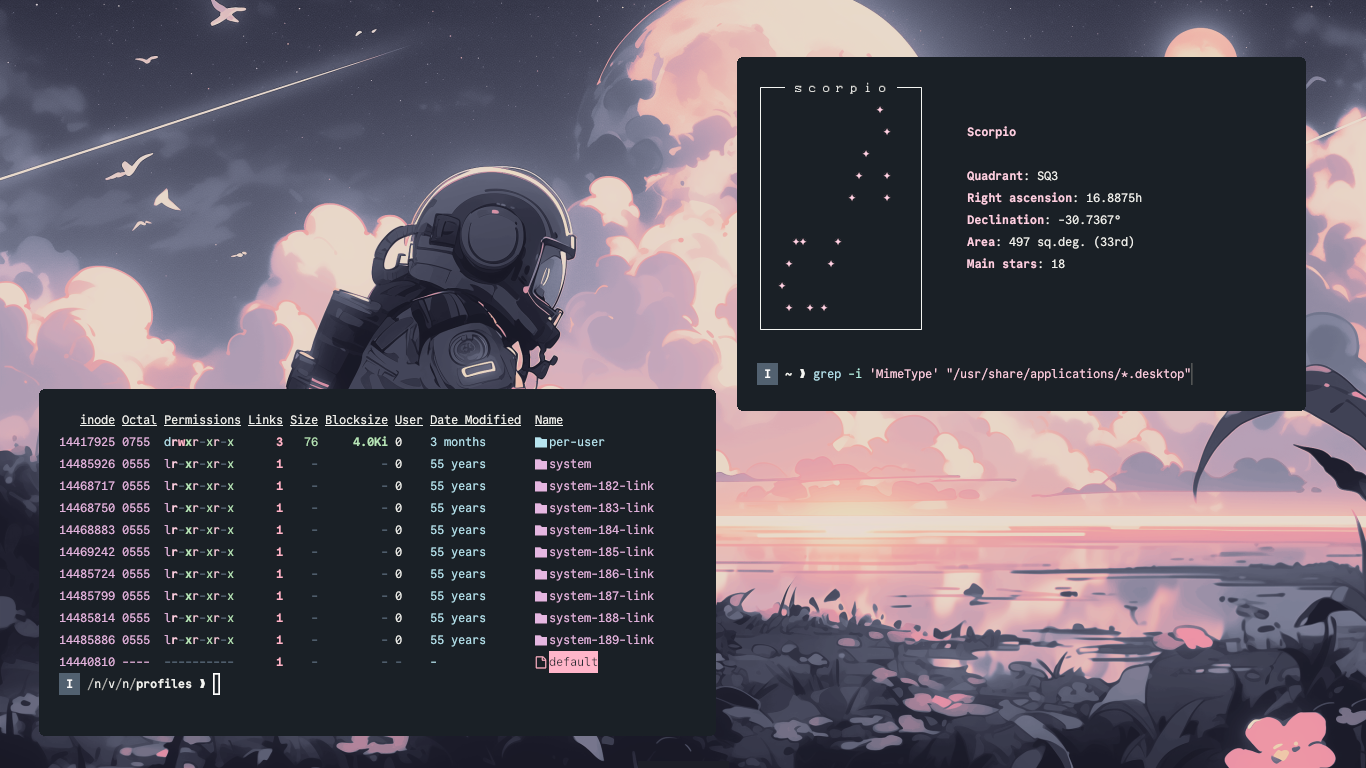 scorpio
Scorpio
Quadrant: SQ3
Right ascension: 16.8875h
Declination: -30.7367°
Area: 497 sq.deg. (33rd)
Main stars: 18
I ~ ❯ grep -i 'MimeType' "/usr/share/applications/*.desktop"
inode Octal Permissions Links Size Blocksize User Date Modified Name
14417925 0755 drwxr-xr-x 3 76 4.0Ki 0 3 months per-user
14485926 0555 lr-xr-xr-x 1 - - 0 55 years system
14468717 0555 lr-xr-xr-x 1 - - 0 55 years system-182-link
14468750 0555 lr-xr-xr-x 1 - - 0 55 years system-183-link
14468883 0555 lr-xr-xr-x 1 - - 0 55 years system-184-link
14469242 0555 lr-xr-xr-x 1 - - 0 55 years system-185-link
14485724 0555 lr-xr-xr-x 1 - - 0 55 years system-186-link
14485799 0555 lr-xr-xr-x 1 - - 0 55 years system-187-link
14485814 0555 lr-xr-xr-x 1 - - 0 55 years system-188-link
14485886 0555 lr-xr-xr-x 1 - - 0 55 years system-189-link
14440810 ---- ---------- 1 - - - - default
I /n/v/n/profiles ❯